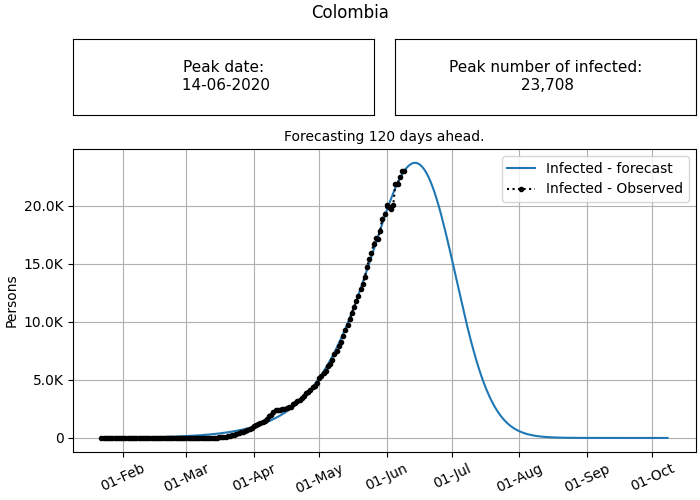 Colombia
Peak date:
14-06-2020
Peak number of infected:
23,708
Forecasting 120 days ahead.
Infected - forecast
Infected - Observed
Persons
20.0K
15.0K
10.0K
5.0K
0
01-Feb
01-Mar
01-Apr
01-May
01-Jun
01-Jul
01-Aug
01-Sep
01-Oct